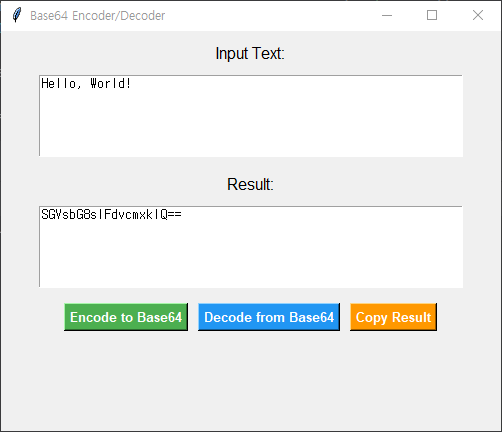 Base64 Encoder/Decoder
Input Text:
Hello, World!
Result:
SGVsbG8sIFdvcmxkIQ==
Encode to Base64
Decode from Base64
Copy Result